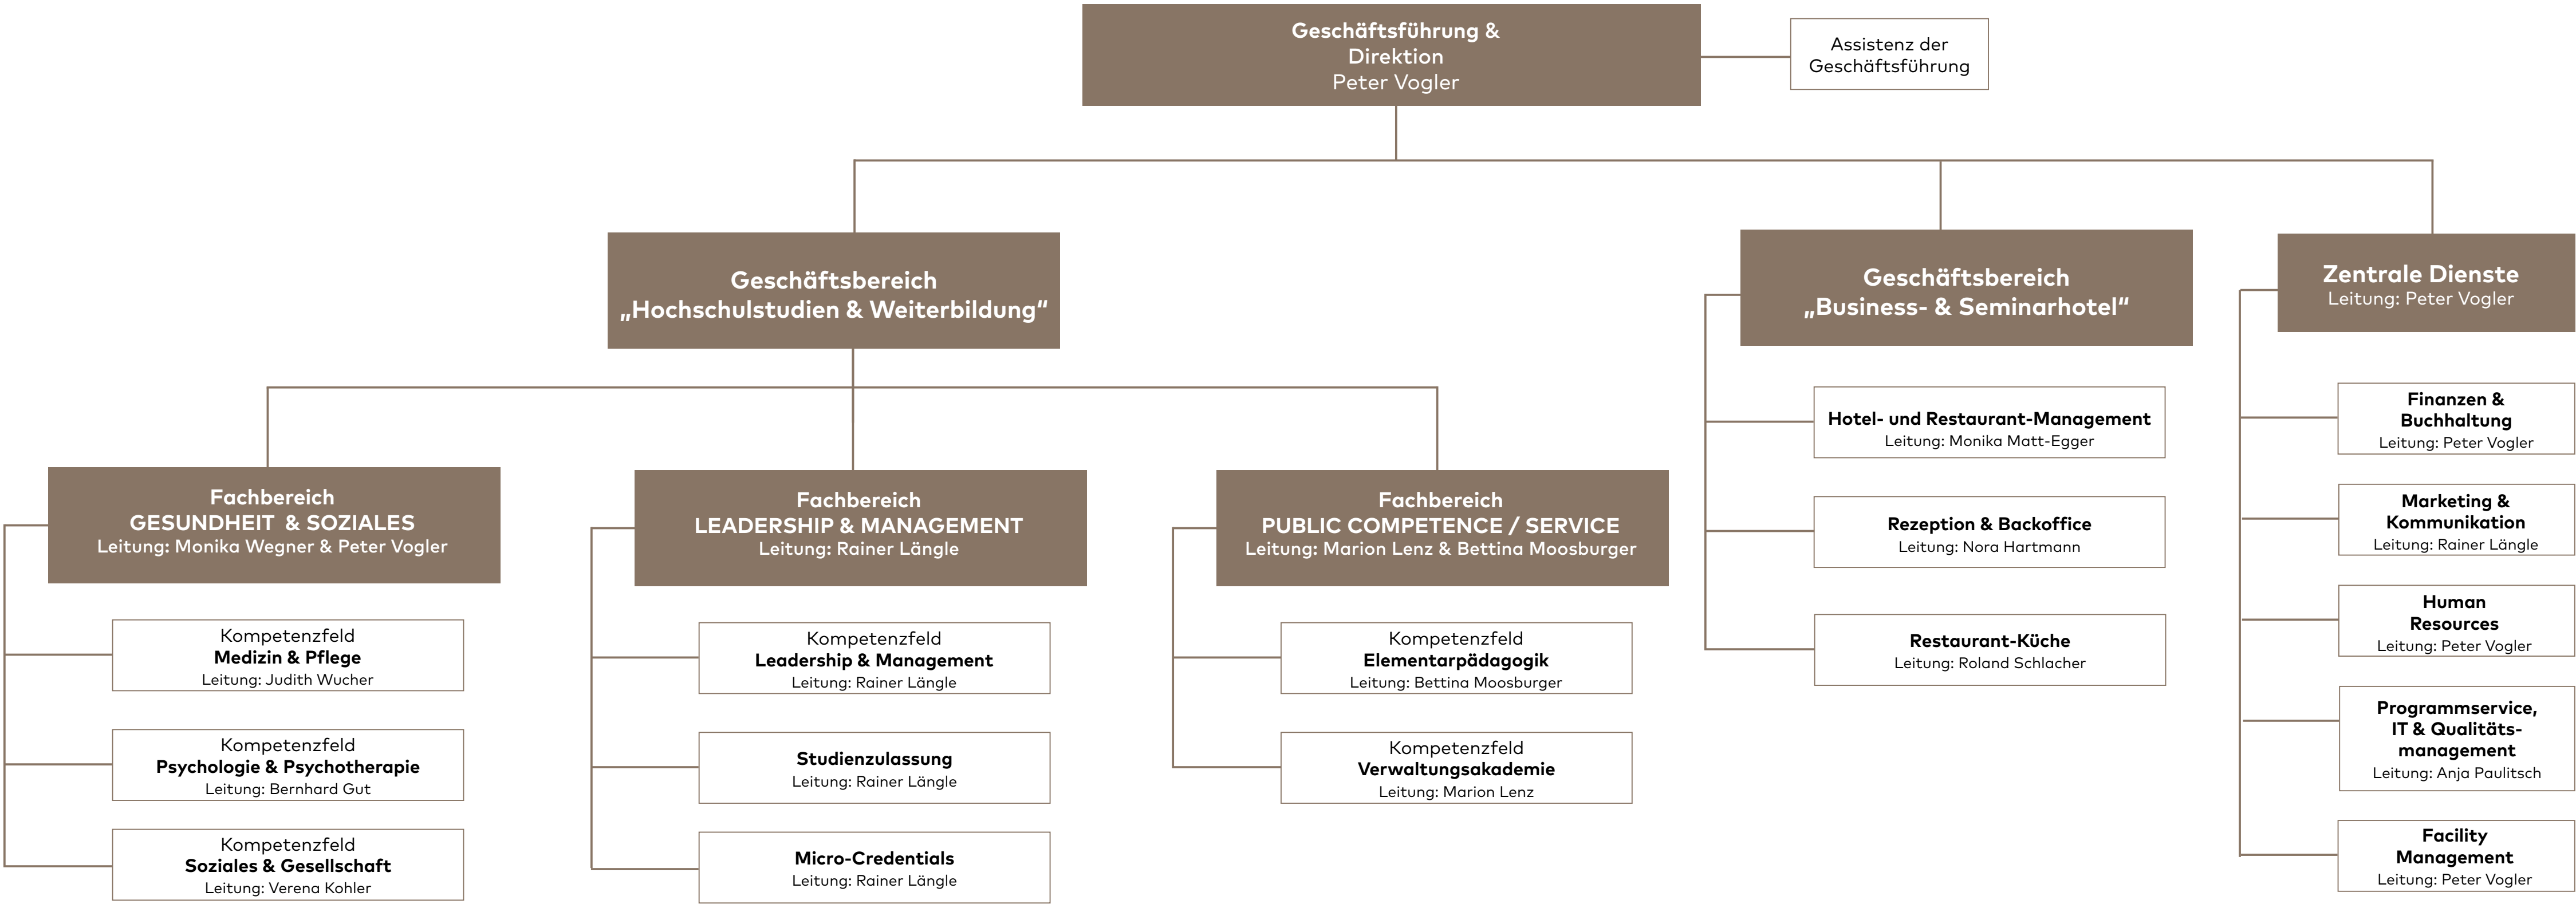 Geschäftsführung &
Direktion
Peter Vogler
Assistenz der
Geschäftsführung
Geschäftsbereich
„Hochschulstudien & Weiterbildung“
Geschäftsbereich
„Business- & Seminarhotel“
Zentrale Dienste
Leitung: Peter Vogler
Fachbereich
GESUNDHEIT & SOZIALES
Leitung: Monika Wegner & Peter Vogler
Kompetenzfeld
Medizin & Pflege
Leitung: Judith Wucher
Kompetenzfeld
Psychologie & Psychotherapie
Leitung: Bernhard Gut
Kompetenzfeld
Soziales & Gesellschaft
Leitung: Verena Kohler
Fachbereich
LEADERSHIP & MANAGEMENT
Leitung: Rainer Längle
Kompetenzfeld
Leadership & Management
Leitung: Rainer Längle
Studienzulassung
Leitung: Rainer Längle
Micro-Credentials
Leitung: Rainer Längle
Fachbereich
PUBLIC COMPETENCE / SERVICE
Leitung: Marion Lenz & Bettina Moosburger
Kompetenzfeld
Elementarpädagogik
Leitung: Bettina Moosburger
Kompetenzfeld
Verwaltungsakademie
Leitung: Marion Lenz
Hotel- und Restaurant-Management
Leitung: Monika Matt-Egger
Rezeption & Backoffice
Leitung: Nora Hartmann
Restaurant-Küche
Leitung: Roland Schlacher
Finanzen &
Buchhaltung
Leitung: Peter Vogler
Marketing &
Kommunikation
Leitung: Rainer Längle
Human
Resources
Leitung: Peter Vogler
Programmservice,
IT & Qualitäts-
management
Leitung: Anja Paulitsch
Facility
Management
Leitung: Peter Vogler